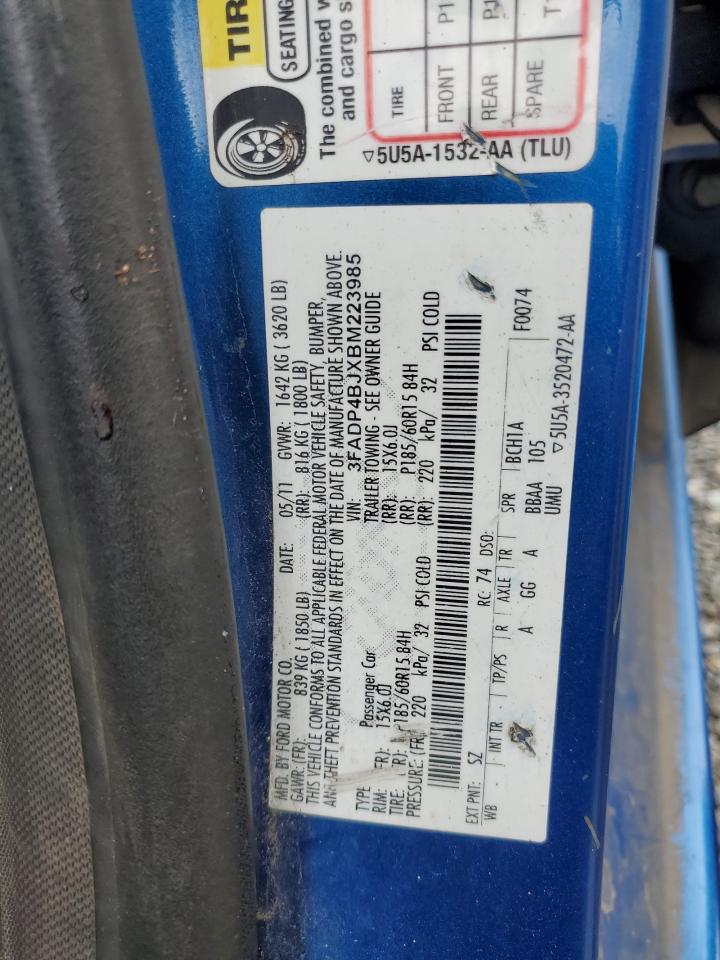 TIR
SEATING
The combined w
and cargo s
TIRE
FRONT P1
REAR P1
SPARE T1
▽5U5A-1532-AA (TLU)
MFD. BY FORD MOTOR CO. DATE: 05/11 GVWR: 1642 KG ( 3620 LB)
GAWR: (FR): 839 KG ( 1850 LB) (RR): 816 KG ( 1800 LB)
THIS VEHICLE CONFORMS TO ALL APPLICABLE FEDERAL MOTOR VEHICLE SAFETY, BUMPER,
AND THEFT PREVENTION STANDARDS IN EFFECT ON THE DATE OF MANUFACTURE SHOWN ABOVE.
VIN: 3FADP4BJXBM223985
TYPE Passenger Car TRAILER TOWING - SEE OWNER GUIDE
RIM: FR): 15X6.0J (RR): 15X6.0J
TIRE: R): P185/60R15 84H (RR): P185/60R15 84H
PRESSURE: (FR 220 kPa/ 32 PSI COLD (RR): 220 kPa/ 32 PSI COLD
EXT PNT: SZ RC: 74 DSO: F0074
WB INT TR TP/PS R AXLE TR SPR BCH1A
A GG A BBAA 105
UMU ▽5U5A-3520472-AA